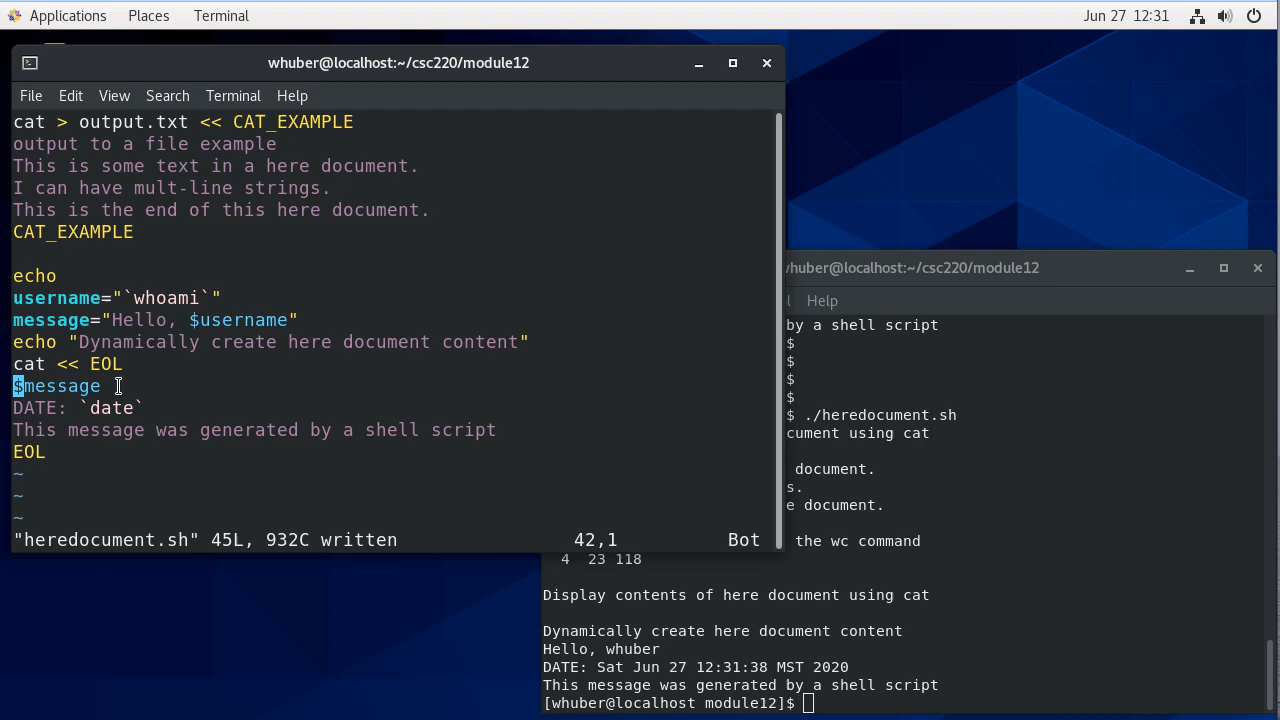 Applications Places Terminal Jun 27 12:31
whuber@localhost:~/csc220/module12
File Edit View Search Terminal Help
cat > output.txt << CAT_EXAMPLE
output to a file example
This is some text in a here document.
I can have mult-line strings.
This is the end of this here document.
CAT_EXAMPLE
echo
username="`whoami`"
message="Hello, $username"
echo "Dynamically create here document content"
cat << EOL
$message
DATE: `date`
This message was generated by a shell script
EOL
~
~
~
"heredocument.sh" 45L, 932C written 42,1 Bot
whuber@localhost:~/csc220/module12
l Help
by a shell script
$
$
$
$
$ ./heredocument.sh
cument using cat
document.
s.
e document.
the wc command
4 23 118
Display contents of here document using cat
Dynamically create here document content
Hello, whuber
DATE: Sat Jun 27 12:31:38 MST 2020
This message was generated by a shell script
[whuber@localhost module12]$